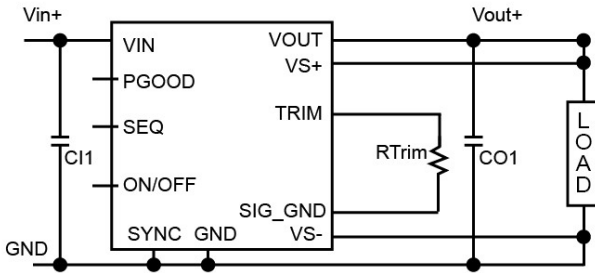 Vin+
Vout+
VIN
VOUT
VS+
PGOOD
TRIM
SEQ
CI1
RTrim
CO1
LOAD
ON/OFF
SIG_GND
SYNC
GND
VS-
GND